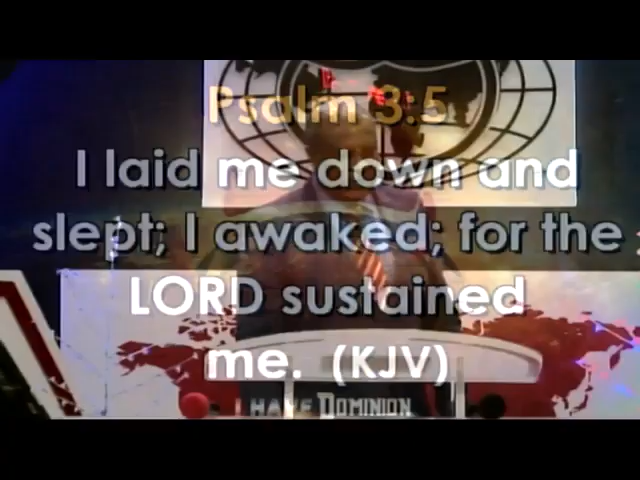 Psalm 3:5
I laid me down and
slept; I awaked; for the
LORD sustained
me. (KJV)
I HAVE DOMINION